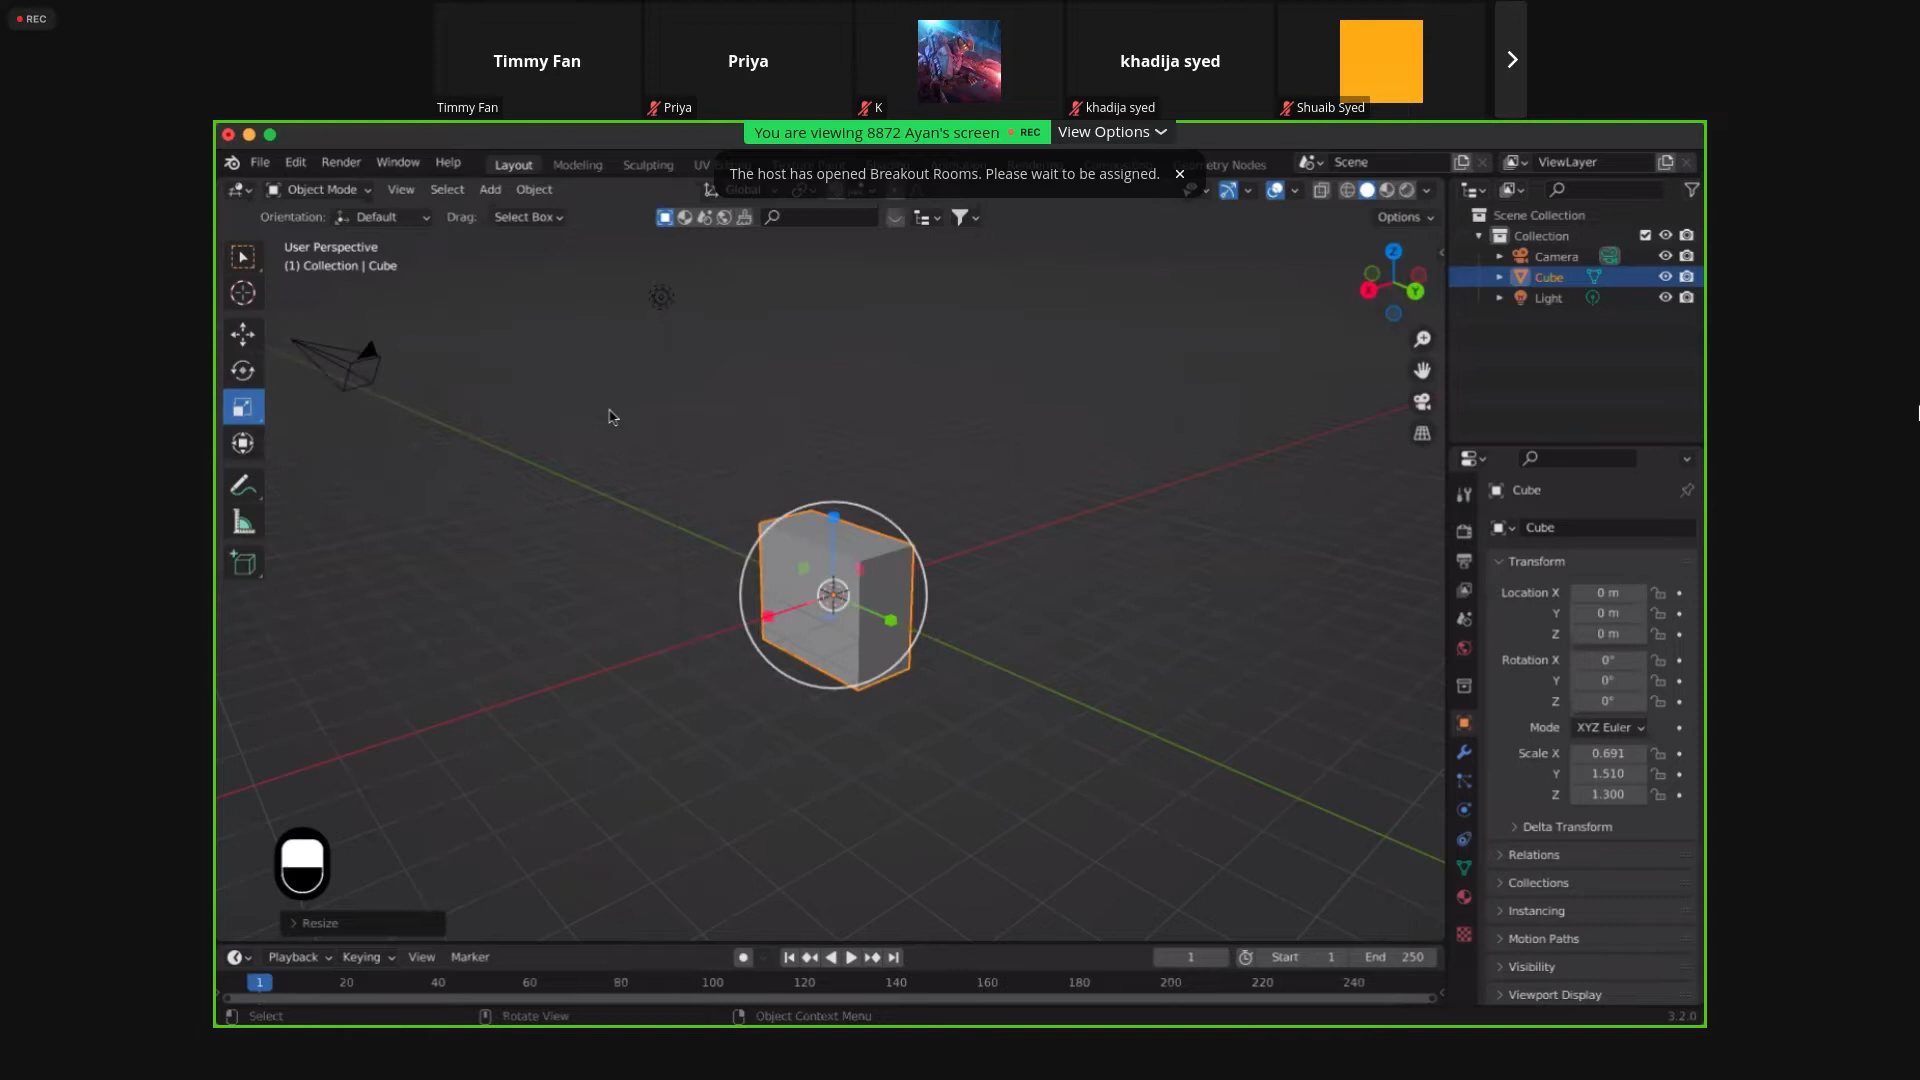 REC
Timmy Fan Priya khadija syed
Timmy Fan Priya K khadija syed Shuaib Syed
You are viewing 8872 Ayan's screen REC View Options
The host has opened Breakout Rooms. Please wait to be assigned.
File Edit Render Window Help Layout Modeling Sculpting Scene ViewLayer
Object Mode View Select Add Object Global
Orientation: Default Drag: Select Box Options
User Perspective
(1) Collection | Cube
Scene Collection
Collection
Camera
Cube
Light
Z
X
Y
Cube
Cube
Transform
Location X 0 m
Y 0 m
Z 0 m
Rotation X 0°
Y 0°
Z 0°
Mode XYZ Euler
Scale X 0.691
Y 1.510
Z 1.300
Delta Transform
Relations
Collections
Instancing
Motion Paths
Visibility
Viewport Display
Resize
Playback Keying View Marker 1 Start 1 End 250
1 20 40 60 80 100 120 140 160 180 200 220 240
Select Rotate View Object Context Menu 3.2.0